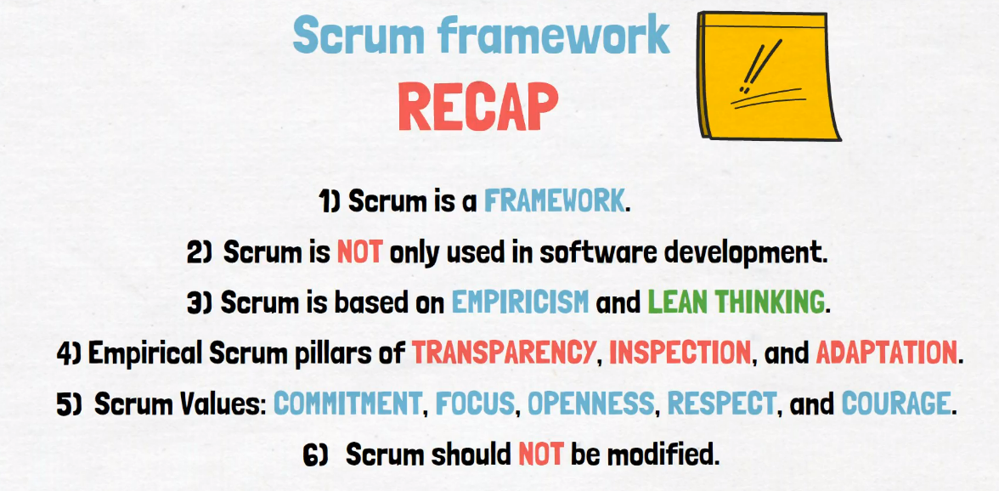 Scrum framework
RECAP
1) Scrum is a FRAMEWORK.
2) Scrum is NOT only used in software development.
3) Scrum is based on EMPIRICISM and LEAN THINKING.
4) Empirical Scrum pillars of TRANSPARENCY, INSPECTION, and ADAPTATION.
5) Scrum Values: COMMITMENT, FOCUS, OPENNESS, RESPECT, and COURAGE.
6) Scrum should NOT be modified.